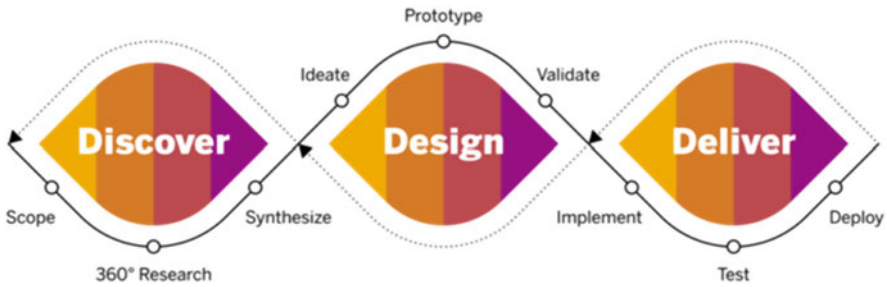 Prototype
Ideate
Validate
Discover
Design
Deliver
Scope
Synthesize
Implement
Deploy
360° Research
Test